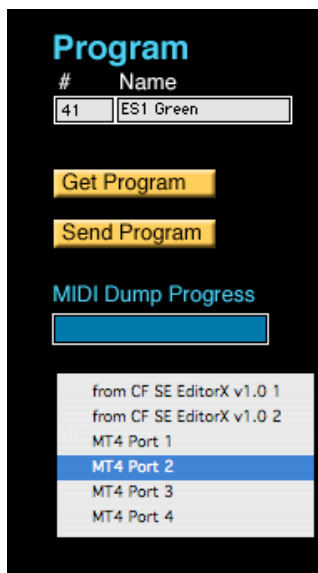 Program
# Name
41 ES1 Green
Get Program
Send Program
MIDI Dump Progress
from CF SE EditorX v1.0 1
from CF SE EditorX v1.0 2
MT4 Port 1
MT4 Port 2
MT4 Port 3
MT4 Port 4